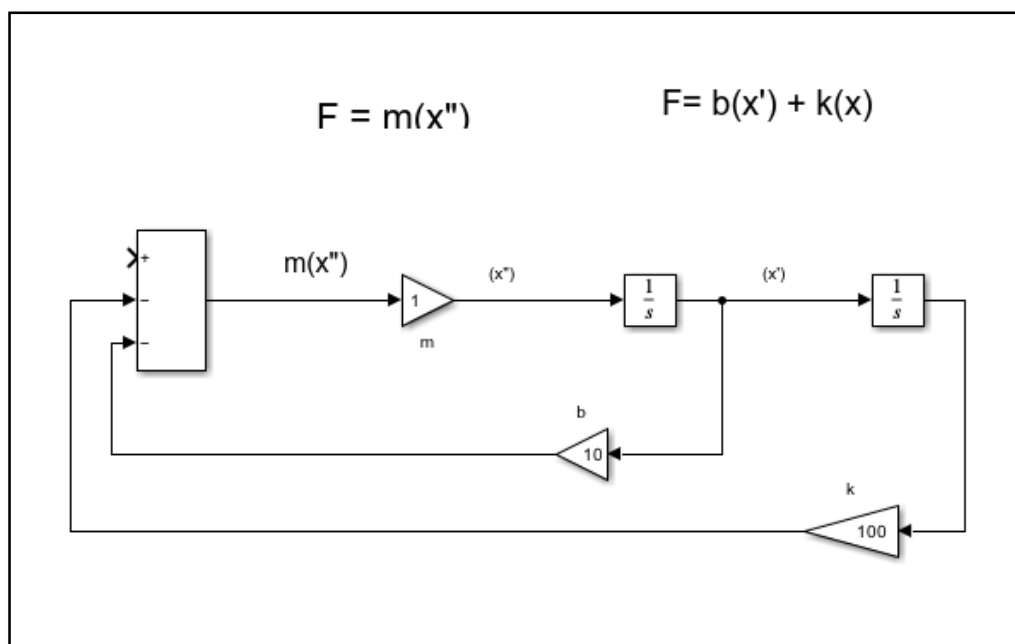 F = m(x")
F= b(x') + k(x)
+
−
−
m(x")
1
m
(x")
1
s
(x')
1
s
b
10
k
100